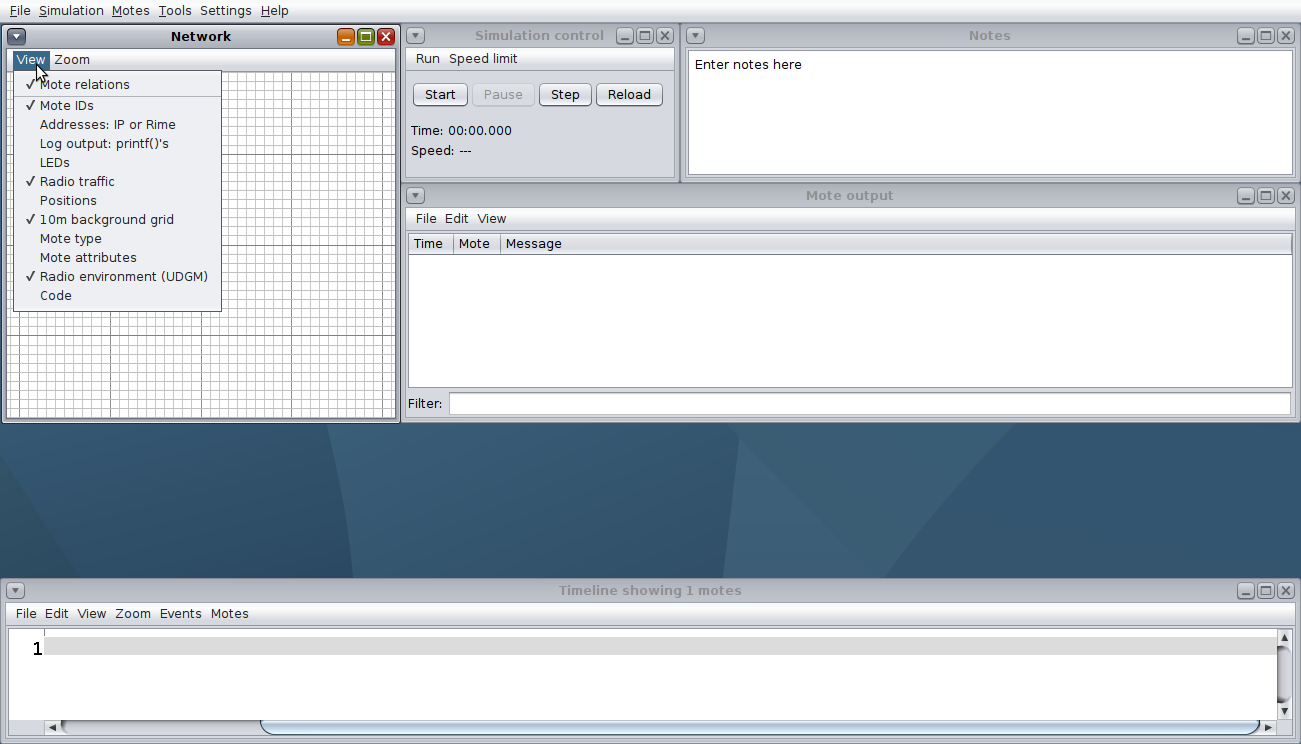 File Simulation Motes Tools Settings Help
Network
View Zoom
✓ Mote relations
✓ Mote IDs
Addresses: IP or Rime
Log output: printf()'s
LEDs
✓ Radio traffic
Positions
✓ 10m background grid
Mote type
Mote attributes
✓ Radio environment (UDGM)
Code
Simulation control
Run Speed limit
Start Pause Step Reload
Time: 00:00.000
Speed: ---
Notes
Enter notes here
Mote output
File Edit View
Time Mote Message
Filter:
Timeline showing 1 motes
File Edit View Zoom Events Motes
1